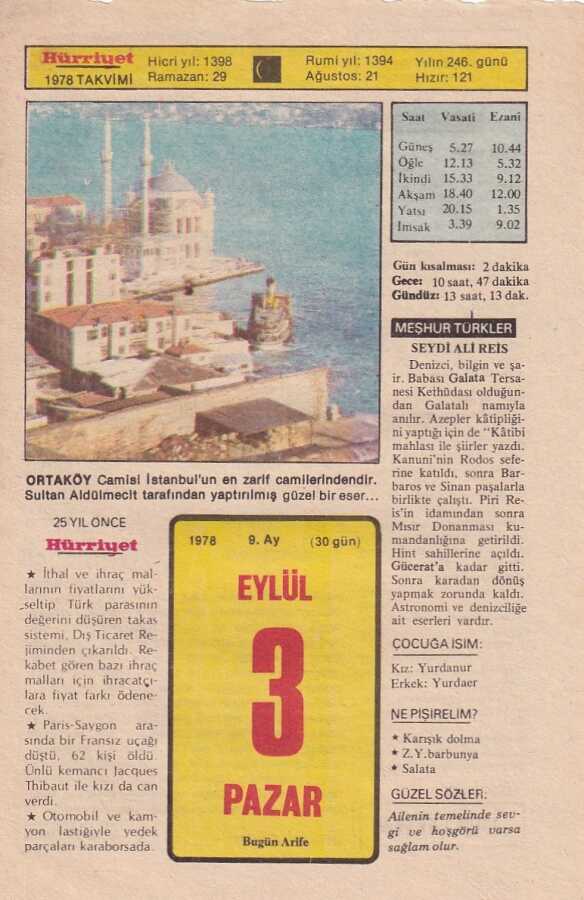 Hürriyet
1978 TAKVİMİ
Hicri yıl: 1398
Ramazan: 29
Rumi yıl: 1394
Ağustos: 21
Yılın 246. günü
Hızır: 121
Saat Vasati Ezani
Güneş 5.27 10.44
Öğle 12.13 5.32
İkindi 15.33 9.12
Akşam 18.40 12.00
Yatsı 20.15 1.35
İmsak 3.39 9.02
Gün kısalması: 2 dakika
Gece: 10 saat, 47 dakika
Gündüz: 13 saat, 13 dak.
MEŞHUR TÜRKLER
SEYDİ ALİ REİS
Denizci, bilgin ve şa-
ir. Babası Galata Tersa-
nesi Kethüdası olduğun-
dan Galatalı namıyla
anılır. Azepler kâtipliği-
ni yaptığı için de "Kâtibi
mahlası ile şiirler yazdı.
Kanuni'nin Rodos sefe-
rine katıldı, sonra Bar-
baros ve Sinan paşalarla
birlikte çalıştı. Piri Re-
is'in idamından sonra
Mısır Donanması ku-
mandanlığına getirildi.
Hint sahillerine açıldı.
Gücerat'a kadar gitti.
Sonra karadan dönüş
yapmak zorunda kaldı.
Astronomi ve denizciliğe
ait eserleri vardır.
ÇOCUĞA İSİM:
Kız: Yurdanur
Erkek: Yurdaer
NE PİŞİRELİM?
★ Karışık dolma
★ Z.Y.barbunya
★ Salata
GÜZEL SÖZLER:
Ailenin temelinde sev-
gi ve hoşgörü varsa
sağlam olur.
ORTAKÖY Camisi İstanbul'un en zarif camilerindendir.
Sultan Aldülmecit tarafından yaptırılmış güzel bir eser...
25 YIL ÖNCE
Hürriyet
★ İthal ve ihraç mal-
larının fiyatlarını yük-
seltip Türk parasının
değerini düşüren takas
sistemi, Dış Ticaret Re-
jiminden çıkarıldı. Re-
kabet gören bazı ihraç
malları için ihracatçı-
lara fiyat farkı ödene-
cek.
★ Paris-Saygon ara-
sında bir Fransız uçağı
düştü, 62 kişi öldü.
Ünlü kemancı Jacques
Thibaut ile kızı da can
verdi.
★ Otomobil ve kam-
yon lastiğiyle yedek
parçaları karaborsada.
1978 9. Ay (30 gün)
EYLÜL
3
PAZAR
Bugün Arife